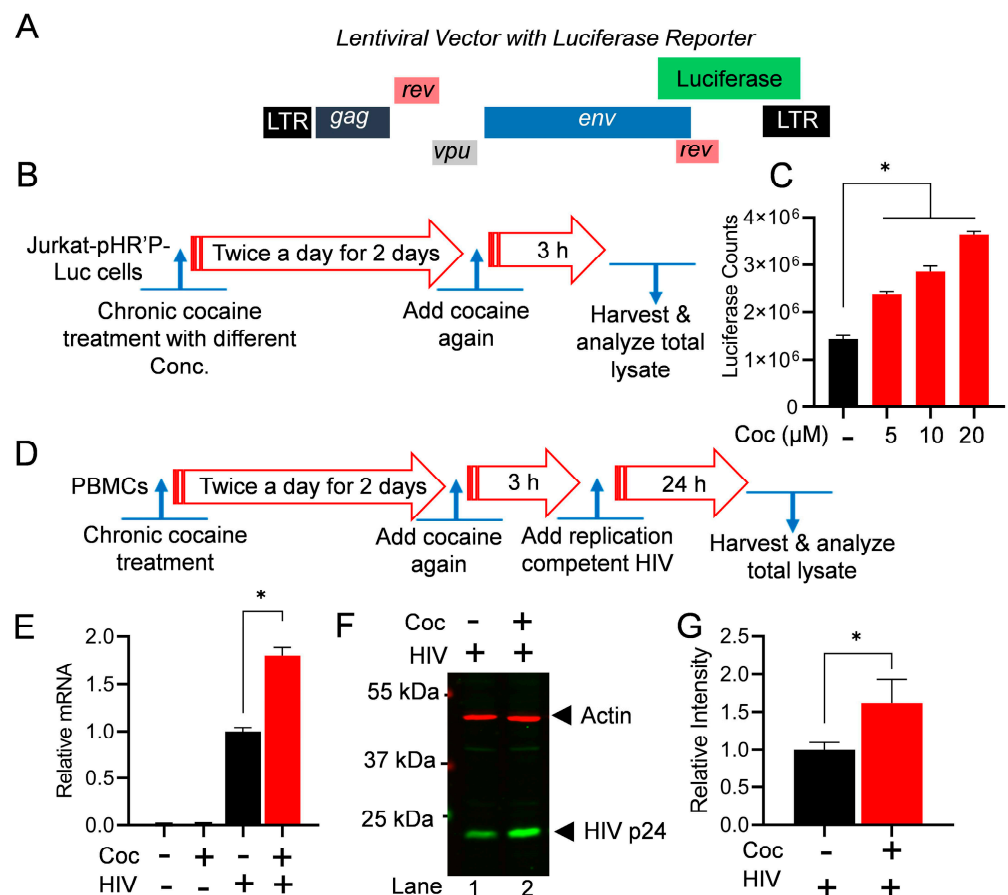 A
Lentiviral Vector with Luciferase Reporter
Luciferase
rev
LTR
gag
env
LTR
vpu
rev
B
Jurkat-pHR'P-
Luc cells
Twice a day for 2 days
3 h
Chronic cocaine
treatment with different
Conc.
Add cocaine
again
Harvest &
analyze total
lysate
C
*
Luciferase Counts
4×10⁶
3×10⁶
2×10⁶
1×10⁶
0
Coc (µM) - 5 10 20
D
PBMCs
Twice a day for 2 days
3 h
24 h
Chronic cocaine
treatment
Add cocaine
again
Add replication
competent HIV
Harvest & analyze
total lysate
E
*
Relative mRNA
2.0
1.5
1.0
0.5
0.0
Coc - + - +
HIV - - + +
F
Coc - +
HIV + +
55 kDa
Actin
37 kDa
25 kDa
HIV p24
Lane 1 2
G
*
Relative Intensity
2.5
2.0
1.5
1.0
0.5
0.0
Coc - +
HIV + +